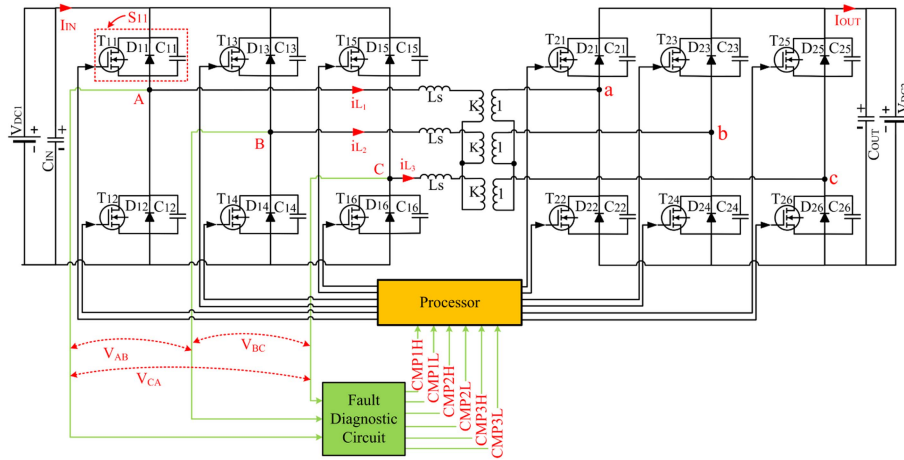 S11
IIN
IOUT
T11
D11
C11
T13
D13
C13
T15
D15
C15
T21
D21
C21
T23
D23
C23
T25
D25
C25
A
iL1
Ls
K
1
a
VDC1
+
-
CIN
+
-
B
iL2
Ls
K
1
b
COUT
+
-
+
-
C
iL3
Ls
K
1
c
T12
D12
C12
T14
D14
C14
T16
D16
C16
T22
D22
C22
T24
D24
C24
T26
D26
C26
Processor
VAB
VBC
VCA
CMP1H
CMP1L
CMP2H
CMP2L
CMP3H
CMP3L
Fault
Diagnostic
Circuit